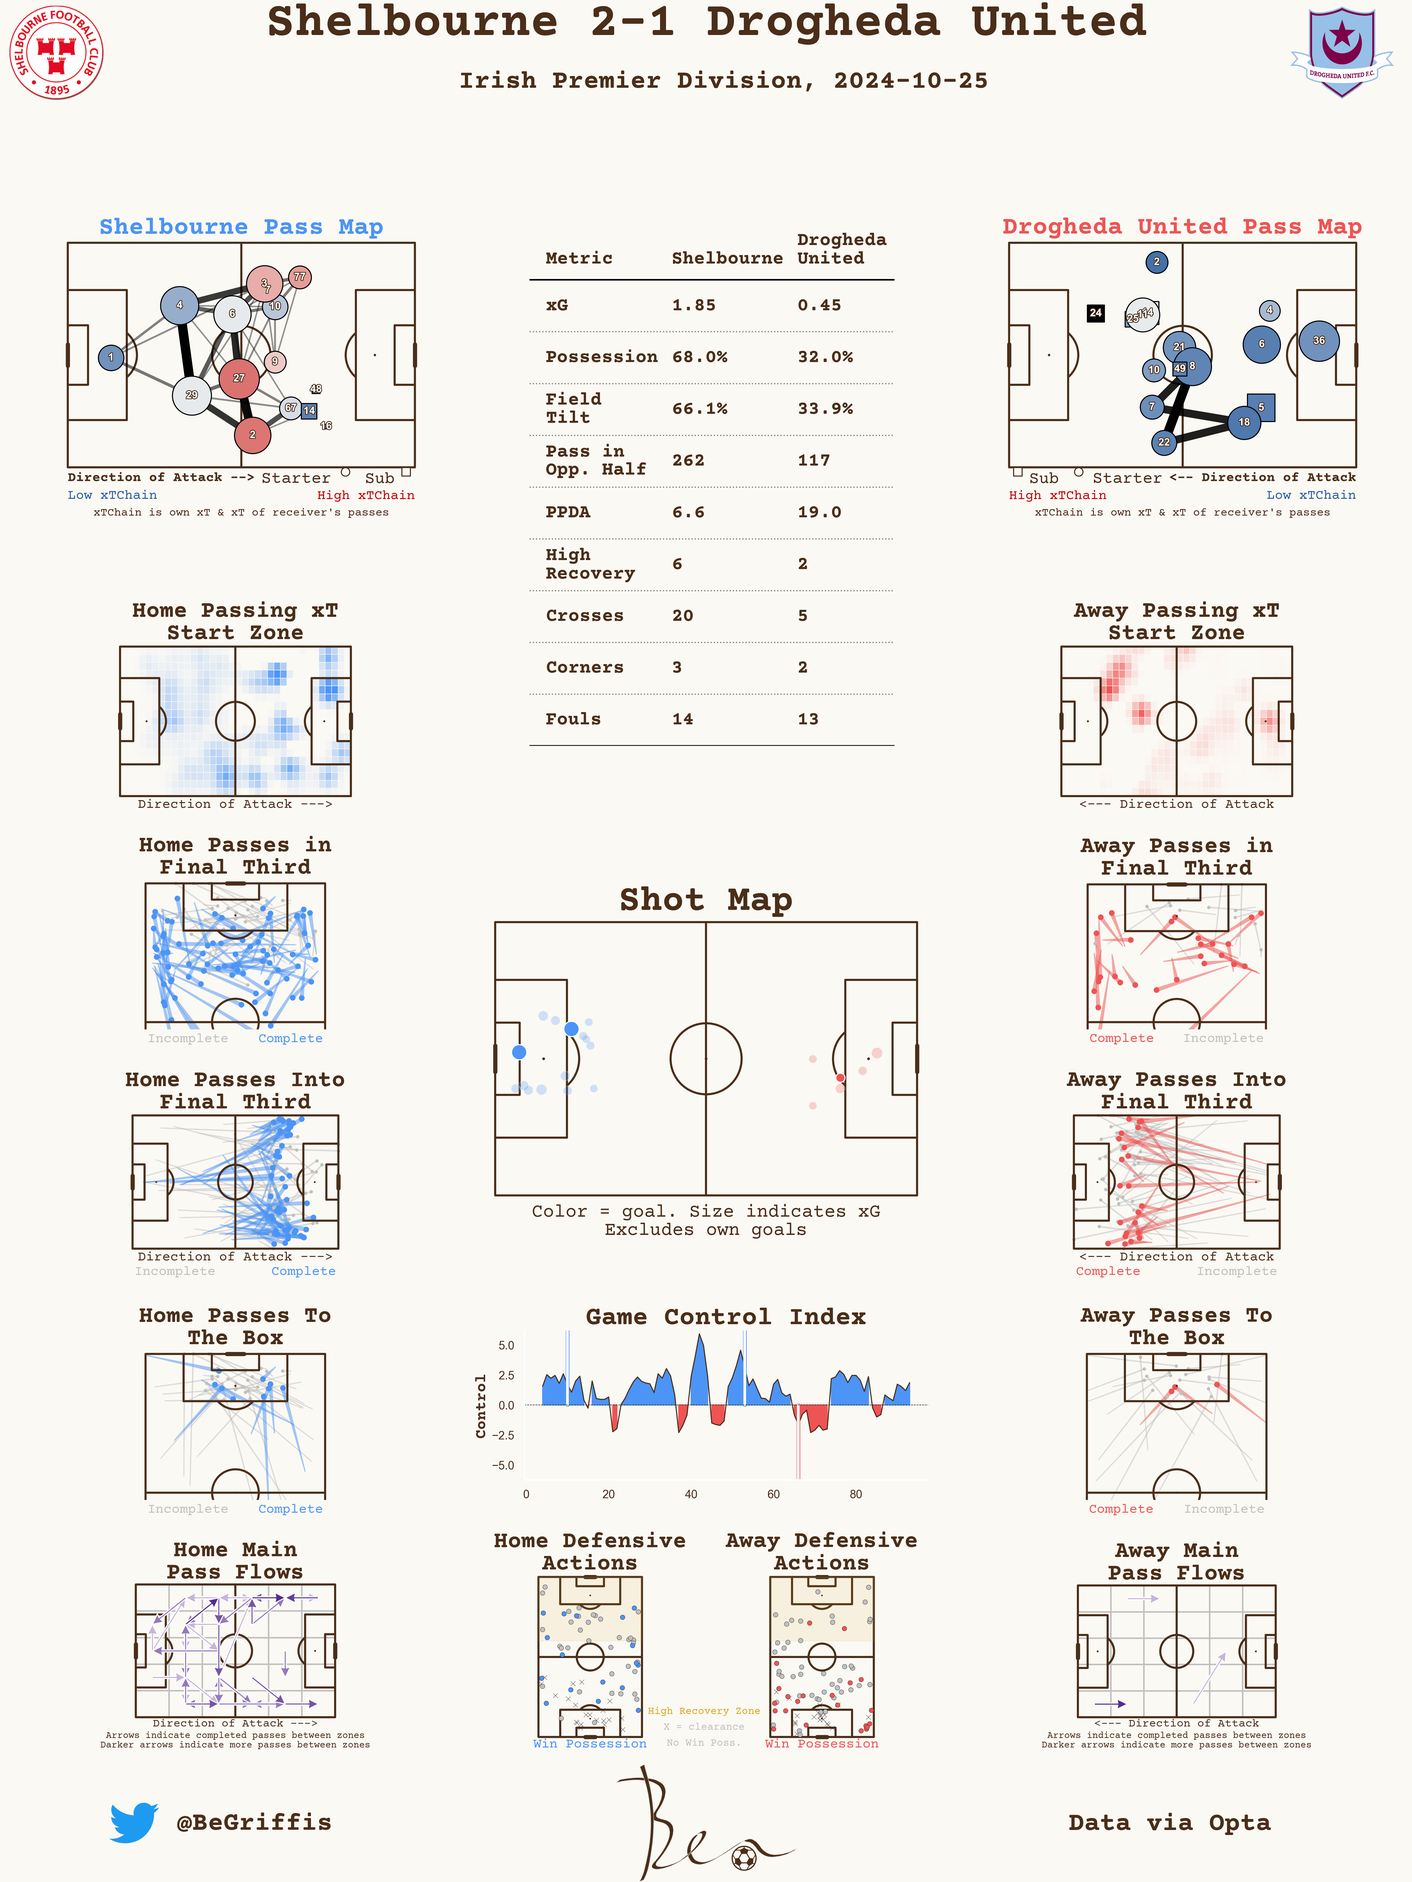 Shelbourne 2-1 Drogheda United
Irish Premier Division, 2024-10-25
SHELBOURNE FOOTBALL CLUB
1895
DROGHEDA UNITED F.C.
Shelbourne Pass Map
4
3
7
77
10
6
1
9
27
29
48
67
14
16
2
Direction of Attack --> Starter Sub
Low xTChain High xTChain
xTChain is own xT & xT of receiver's passes
Metric Shelbourne Drogheda United
xG 1.85 0.45
Possession 68.0% 32.0%
Field Tilt 66.1% 33.9%
Pass in Opp. Half 262 117
PPDA 6.6 19.0
High Recovery 6 2
Crosses 20 5
Corners 3 2
Fouls 14 13
Drogheda United Pass Map
2
24
25
4
21
6
36
10
49
8
7
5
18
22
Sub Starter <-- Direction of Attack
High xTChain Low xTChain
xTChain is own xT & xT of receiver's passes
Home Passing xT
Start Zone
Direction of Attack --->
Away Passing xT
Start Zone
<--- Direction of Attack
Home Passes in
Final Third
Incomplete Complete
Away Passes in
Final Third
Complete Incomplete
Shot Map
Color = goal. Size indicates xG
Excludes own goals
Home Passes Into
Final Third
Direction of Attack --->
Incomplete Complete
Away Passes Into
Final Third
<--- Direction of Attack
Complete Incomplete
Home Passes To
The Box
Incomplete Complete
Game Control Index
Control
5.0
2.5
0.0
−2.5
−5.0
0 20 40 60 80
Away Passes To
The Box
Complete Incomplete
Home Main
Pass Flows
Direction of Attack --->
Arrows indicate completed passes between zones
Darker arrows indicate more passes between zones
Home Defensive
Actions
Win Possession
Away Defensive
Actions
Win Possession
High Recovery Zone
X = clearance
No Win Poss.
Away Main
Pass Flows
<--- Direction of Attack
Arrows indicate completed passes between zones
Darker arrows indicate more passes between zones
@BeGriffis
Ben
Data via Opta